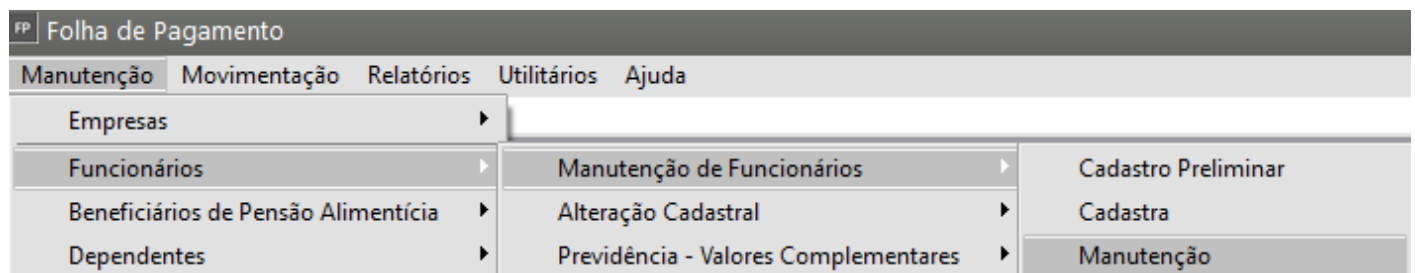 FP Folha de Pagamento
Manutenção Movimentação Relatórios Utilitários Ajuda
Empresas
Funcionários Manutenção de Funcionários Cadastro Preliminar
Beneficiários de Pensão Alimentícia Alteração Cadastral Cadastra
Dependentes Previdência - Valores Complementares Manutenção